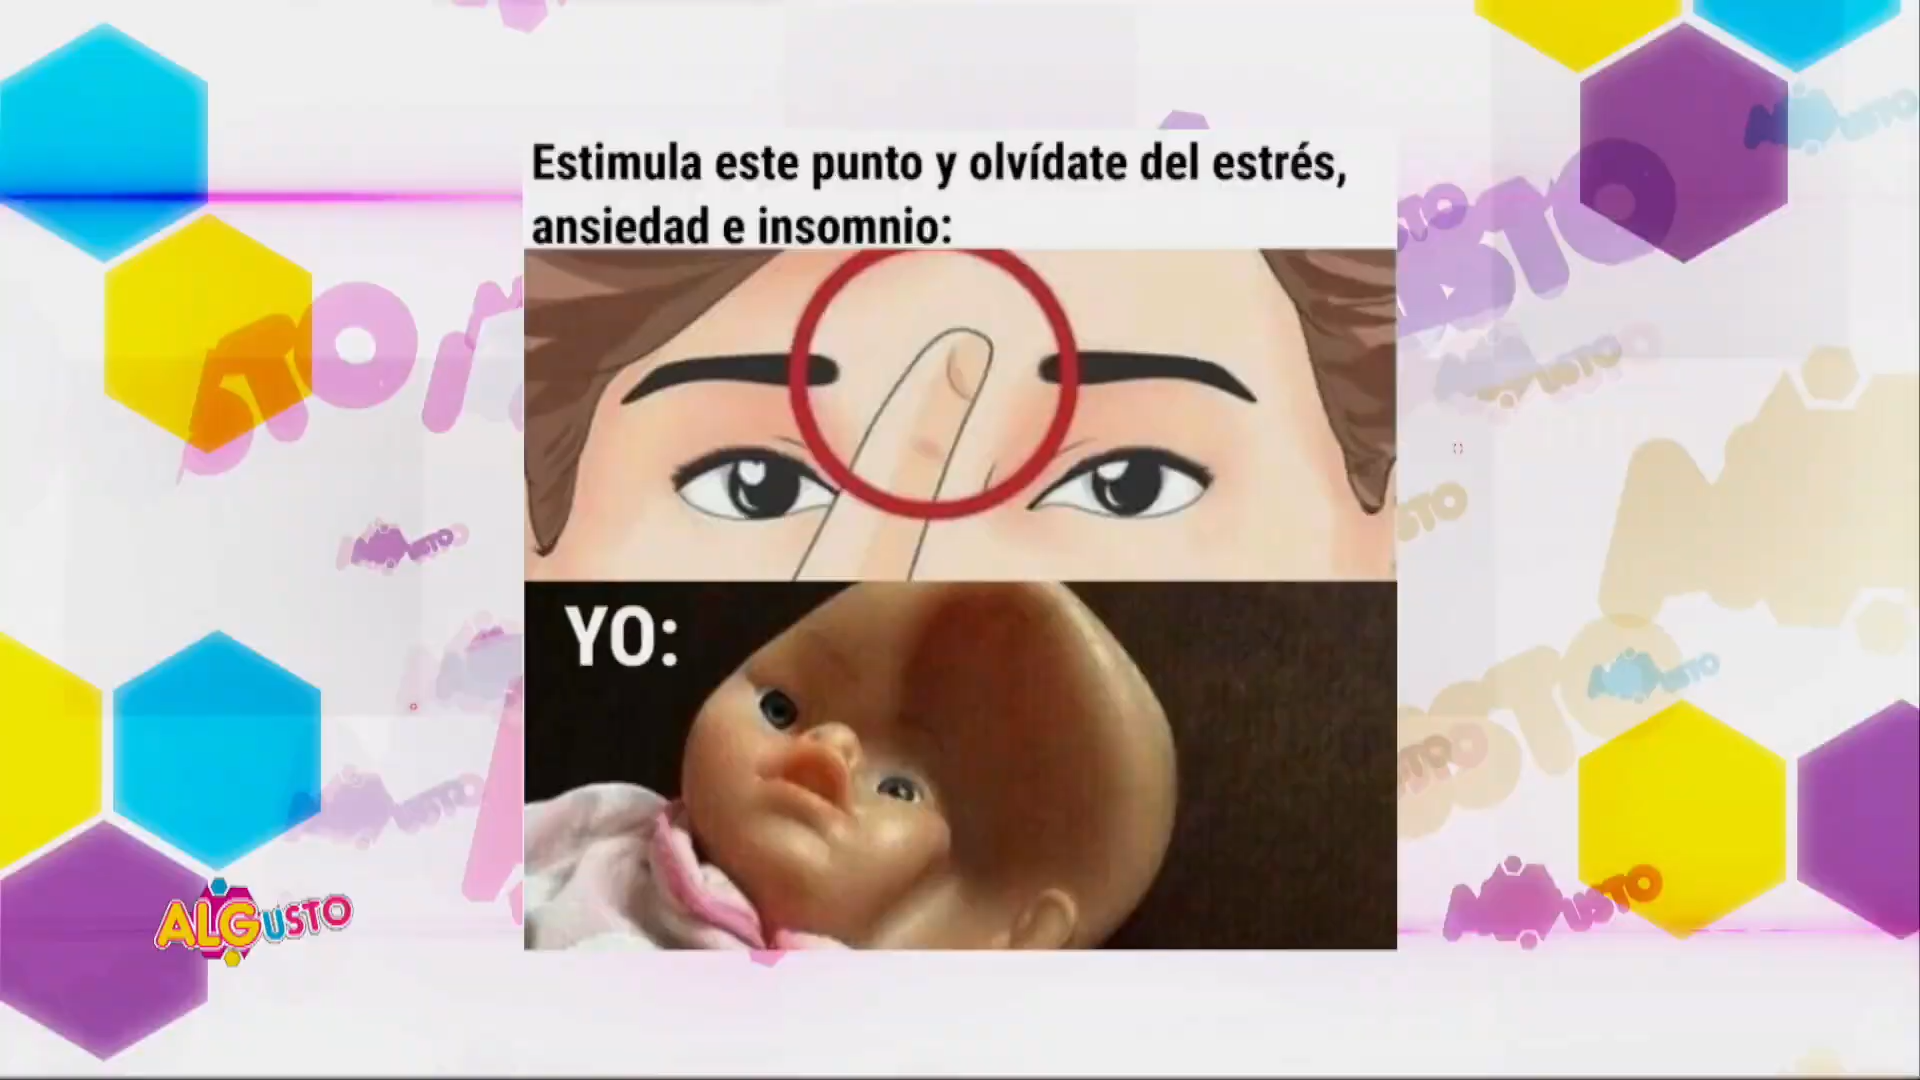 Estimula este punto y olvídate del estrés,
ansiedad e insomnio:
YO:
ALGUSTO